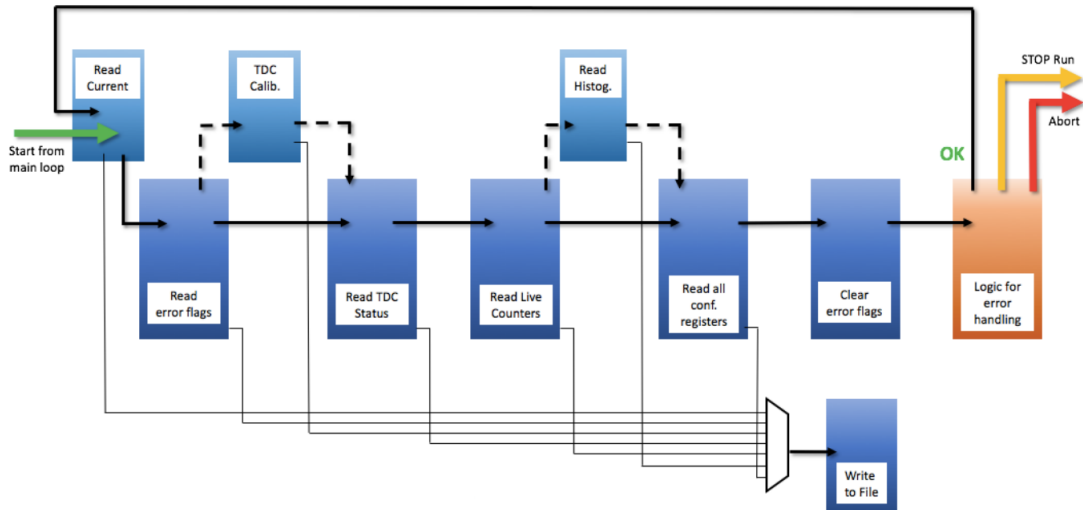 Read
Current
TDC
Calib.
Read
Histog.
STOP Run
Abort
Start from
main loop
OK
Read
error flags
Read TDC
Status
Read Live
Counters
Read all
conf.
registers
Clear
error flags
Logic for
error
handling
Write
to File